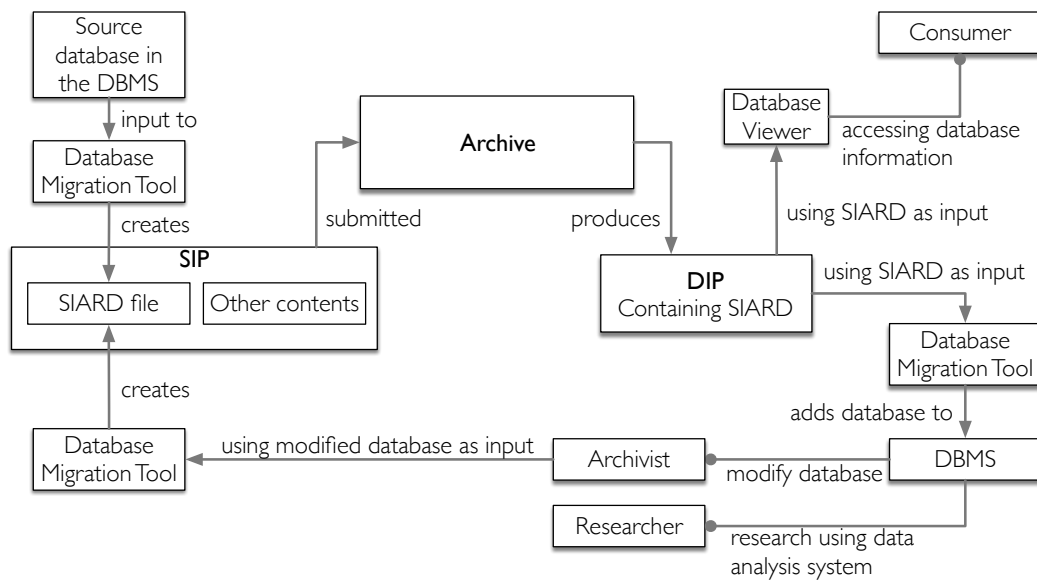 Source
database in
the DBMS
input to
Database
Migration Tool
creates
SIP
SIARD file
Other contents
creates
Database
Migration Tool
submitted
Archive
produces
DIP
Containing SIARD
using SIARD as input
Database
Viewer
accessing database
information
Consumer
using SIARD as input
Database
Migration Tool
adds database to
DBMS
modify database
Archivist
using modified database as input
research using data
analysis system
Researcher